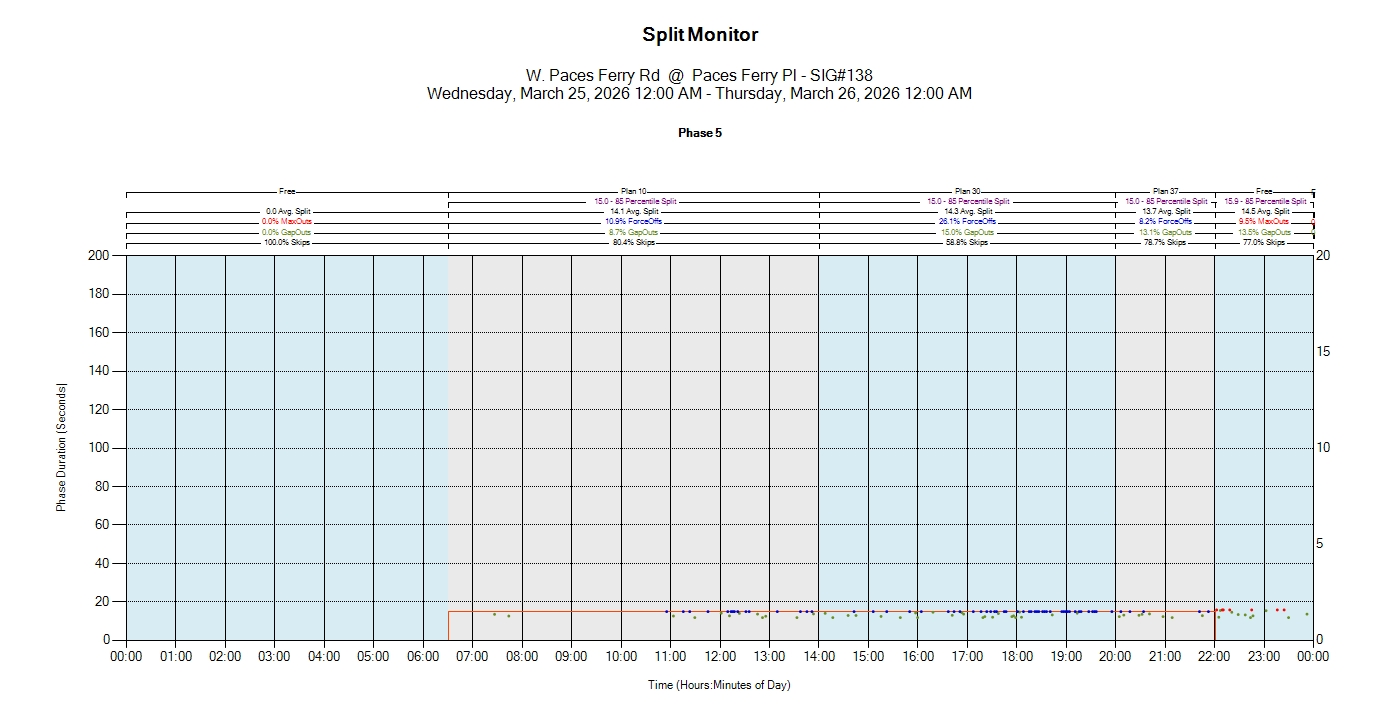 Split Monitor
W. Paces Ferry Rd @ Paces Ferry Pl - SIG#138
Wednesday, March 25, 2026 12:00 AM - Thursday, March 26, 2026 12:00 AM
Phase 5
Free Plan 10 Plan 30 Plan 37 Free
15.0 - 85 Percentile Split 15.0 - 85 Percentile Split 15.0 - 85 Percentile Split 15.9 - 85 Percentile Split
0.0 Avg. Split 14.1 Avg. Split 14.3 Avg. Split 13.7 Avg. Split 14.5 Avg. Split
0.0% MaxOuts 10.9% ForceOffs 26.1% ForceOffs 8.2% ForceOffs 9.5% MaxOuts
0.0% GapOuts 8.7% GapOuts 15.0% GapOuts 13.1% GapOuts 13.5% GapOuts
100.0% Skips 80.4% Skips 58.8% Skips 78.7% Skips 77.0% Skips
200 20
180
160
15
140
120
100 10
80
60
5
40
20
0 0
Phase Duration (Seconds)
00:00 01:00 02:00 03:00 04:00 05:00 06:00 07:00 08:00 09:00 10:00 11:00 12:00 13:00 14:00 15:00 16:00 17:00 18:00 19:00 20:00 21:00 22:00 23:00 00:00
Time (Hours:Minutes of Day)